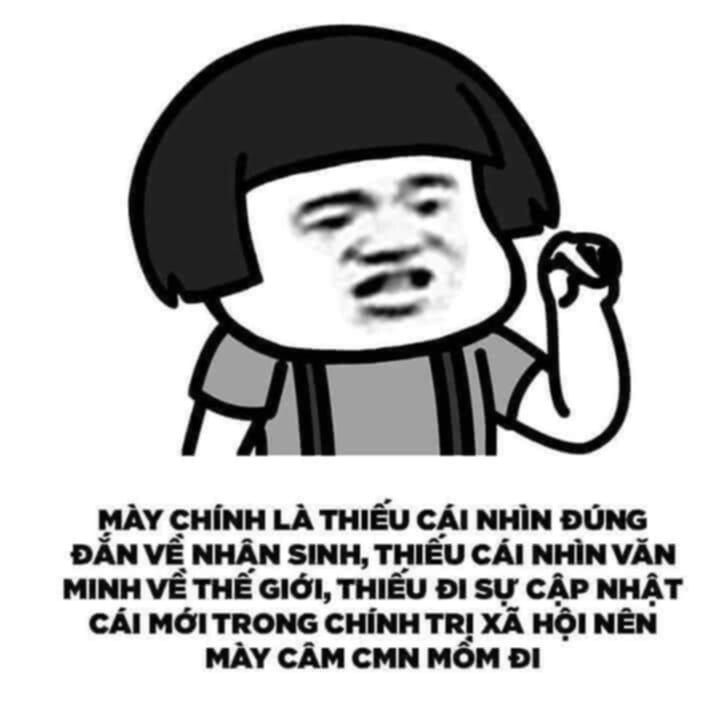 MÀY CHÍNH LÀ THIẾU CÁI NHÌN ĐÚNG
ĐẮN VỀ NHÂN SINH, THIẾU CÁI NHÌN VĂN
MINH VỀ THẾ GIỚI, THIẾU ĐI SỰ CẬP NHẬT
CÁI MỚI TRONG CHÍNH TRỊ XÃ HỘI NÊN
MÀY CÂM CMN MỒM ĐI